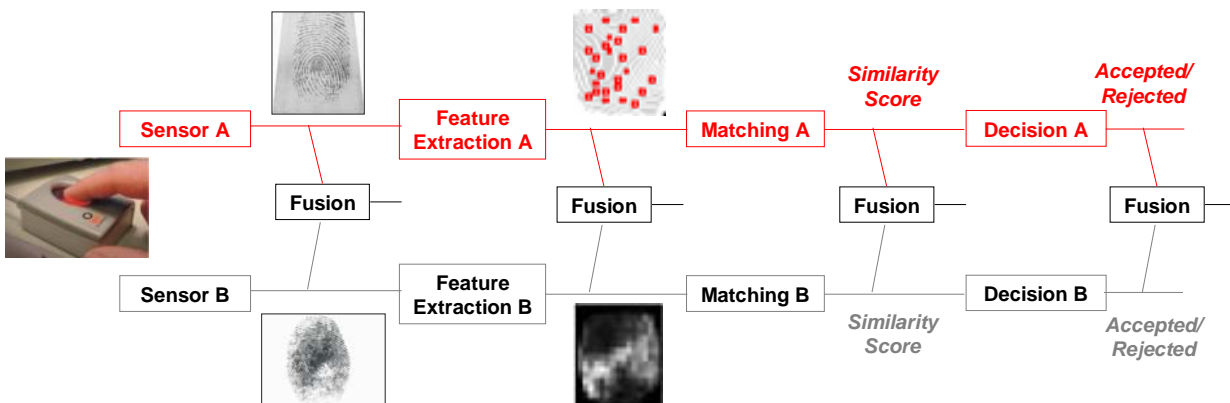 Similarity
Score
Accepted/
Rejected
Sensor A
Feature
Extraction A
Matching A
Decision A
Fusion
Fusion
Fusion
Fusion
Sensor B
Feature
Extraction B
Matching B
Decision B
Similarity
Score
Accepted/
Rejected